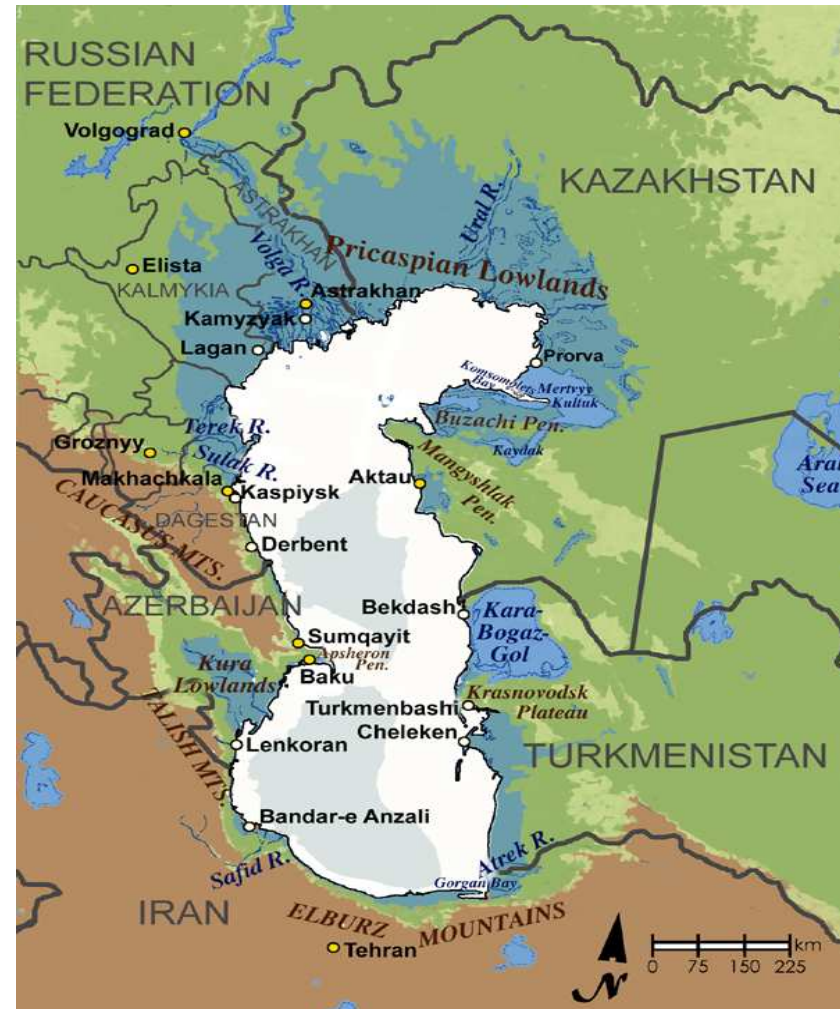 RUSSIAN
FEDERATION
Volgograd
KAZAKHSTAN
ASTRAKHAN
Ural R.
Volga R.
Pricaspian Lowlands
Elista
KALMYKIA
Astrakhan
Kamyzyak
Lagan
Prorva
Komsomolets
Bay
Mertvyy
Kultuk
Buzachi Pen.
Terek R.
Groznyy
Sulak R.
Kaydak
Mangyshlak
Pen.
Aral
Sea
Makhachkala
Kaspiysk
Aktau
CAUCASUS MTS.
DAGESTAN
Derbent
AZERBAIJAN
Bekdash
Kara-
Bogaz-
Gol
Sumqayit
Apsheron
Pen.
Kura
Lowlands
Baku
Krasnovodsk
Plateau
Turkmenbashi
TALISH MTS.
Cheleken
Lenkoran
TURKMENISTAN
Bandar-e Anzali
Safid R.
Atrek R.
Gorgan Bay
IRAN
ELBURZ MOUNTAINS
Tehran
N
km
0 75 150 225